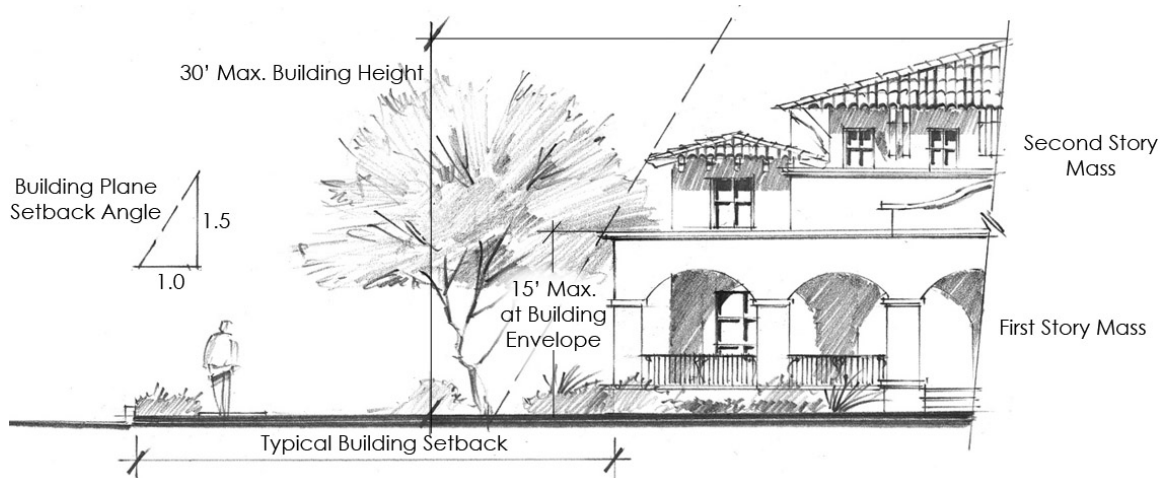 30' Max. Building Height
Building Plane
Setback Angle
1.5
1.0
15' Max.
at Building
Envelope
Second Story
Mass
First Story Mass
Typical Building Setback